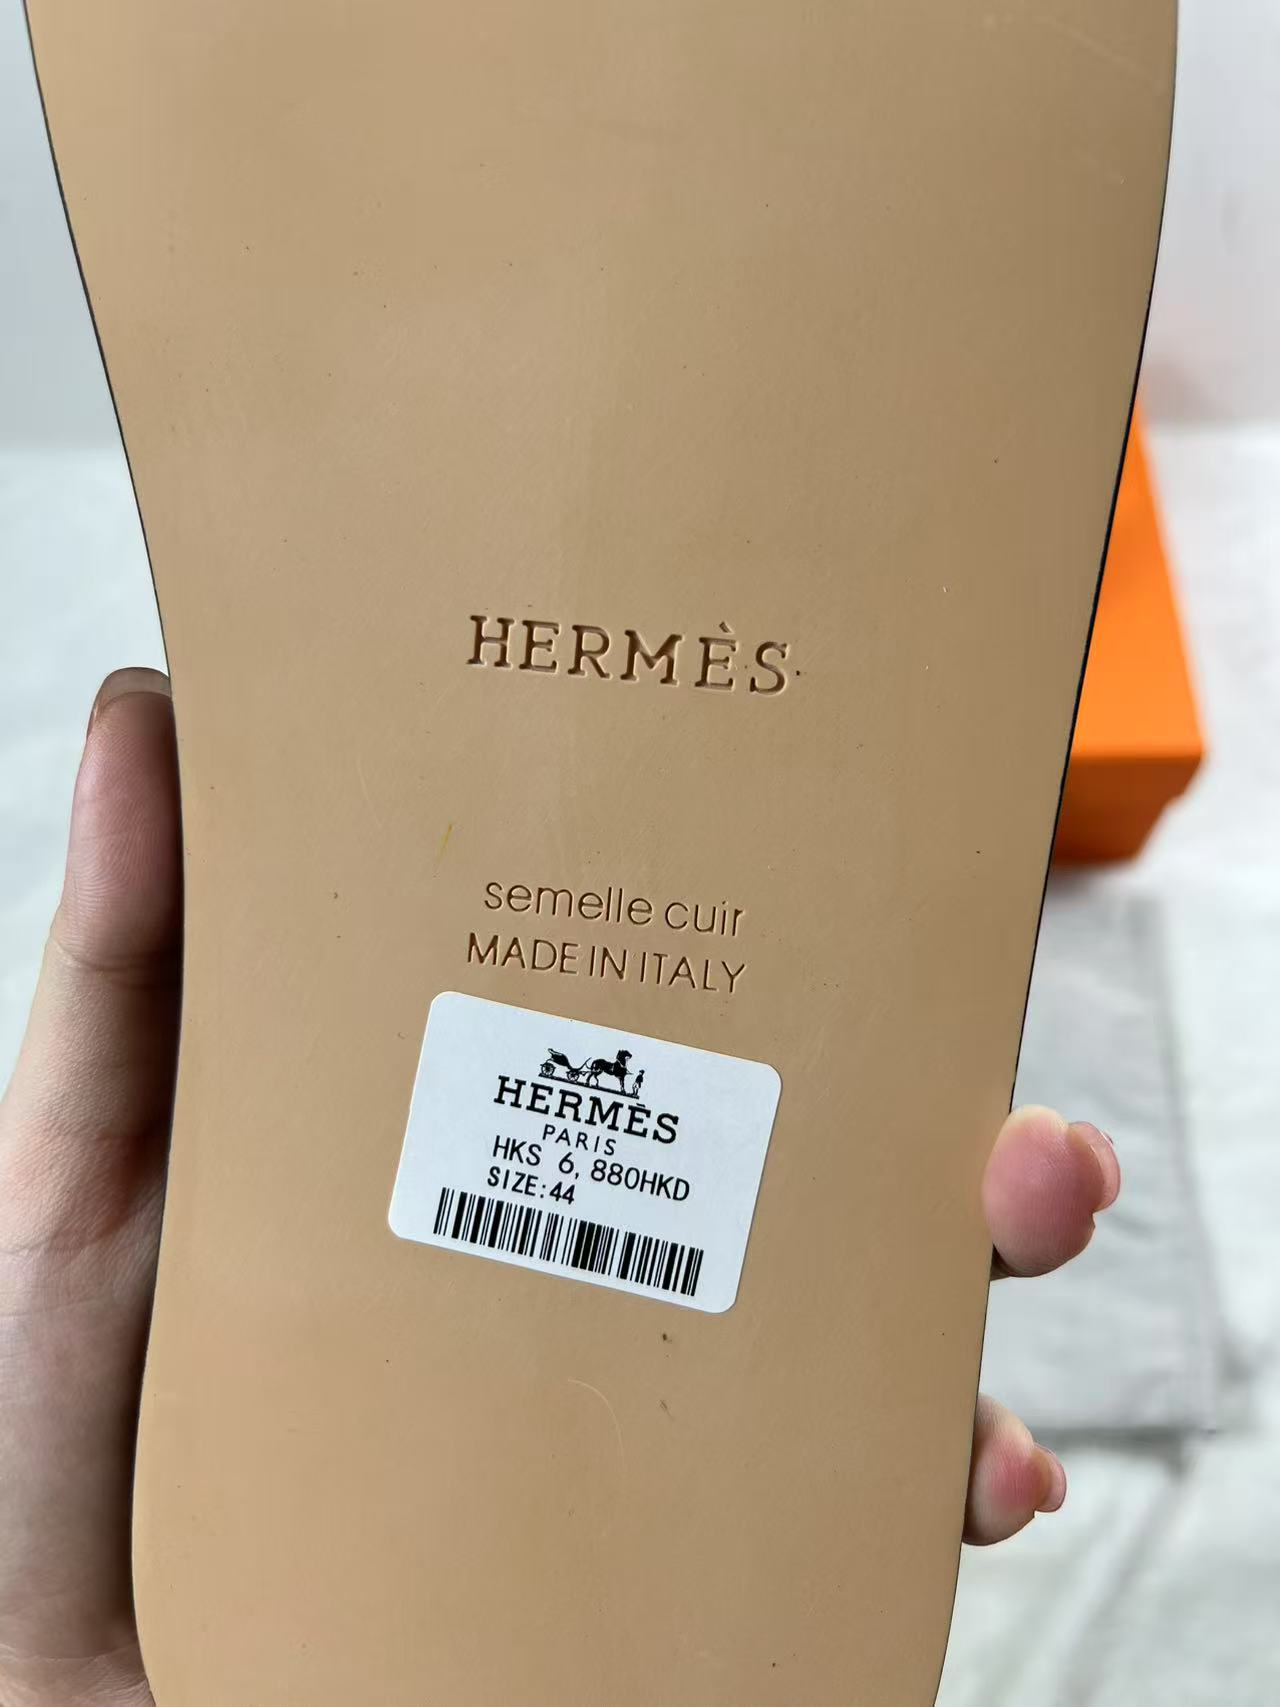 HERMÈS
semelle cuir
MADE IN ITALY
HERMÈS
PARIS
HKS 6,880HKD
SIZE:44